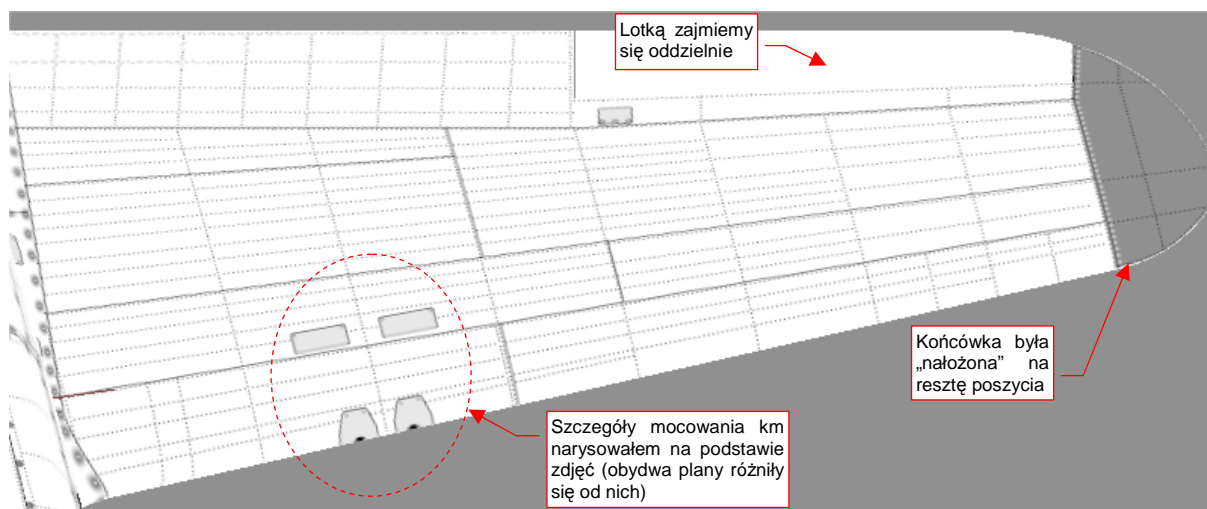 Lotką zajmiemy
się oddzielnie
Końcówka była
„nałożona” na
resztę poszycia
Szczegóły mocowania km
narysowałem na podstawie
zdjęć (obydwa plany różniły
się od nich)